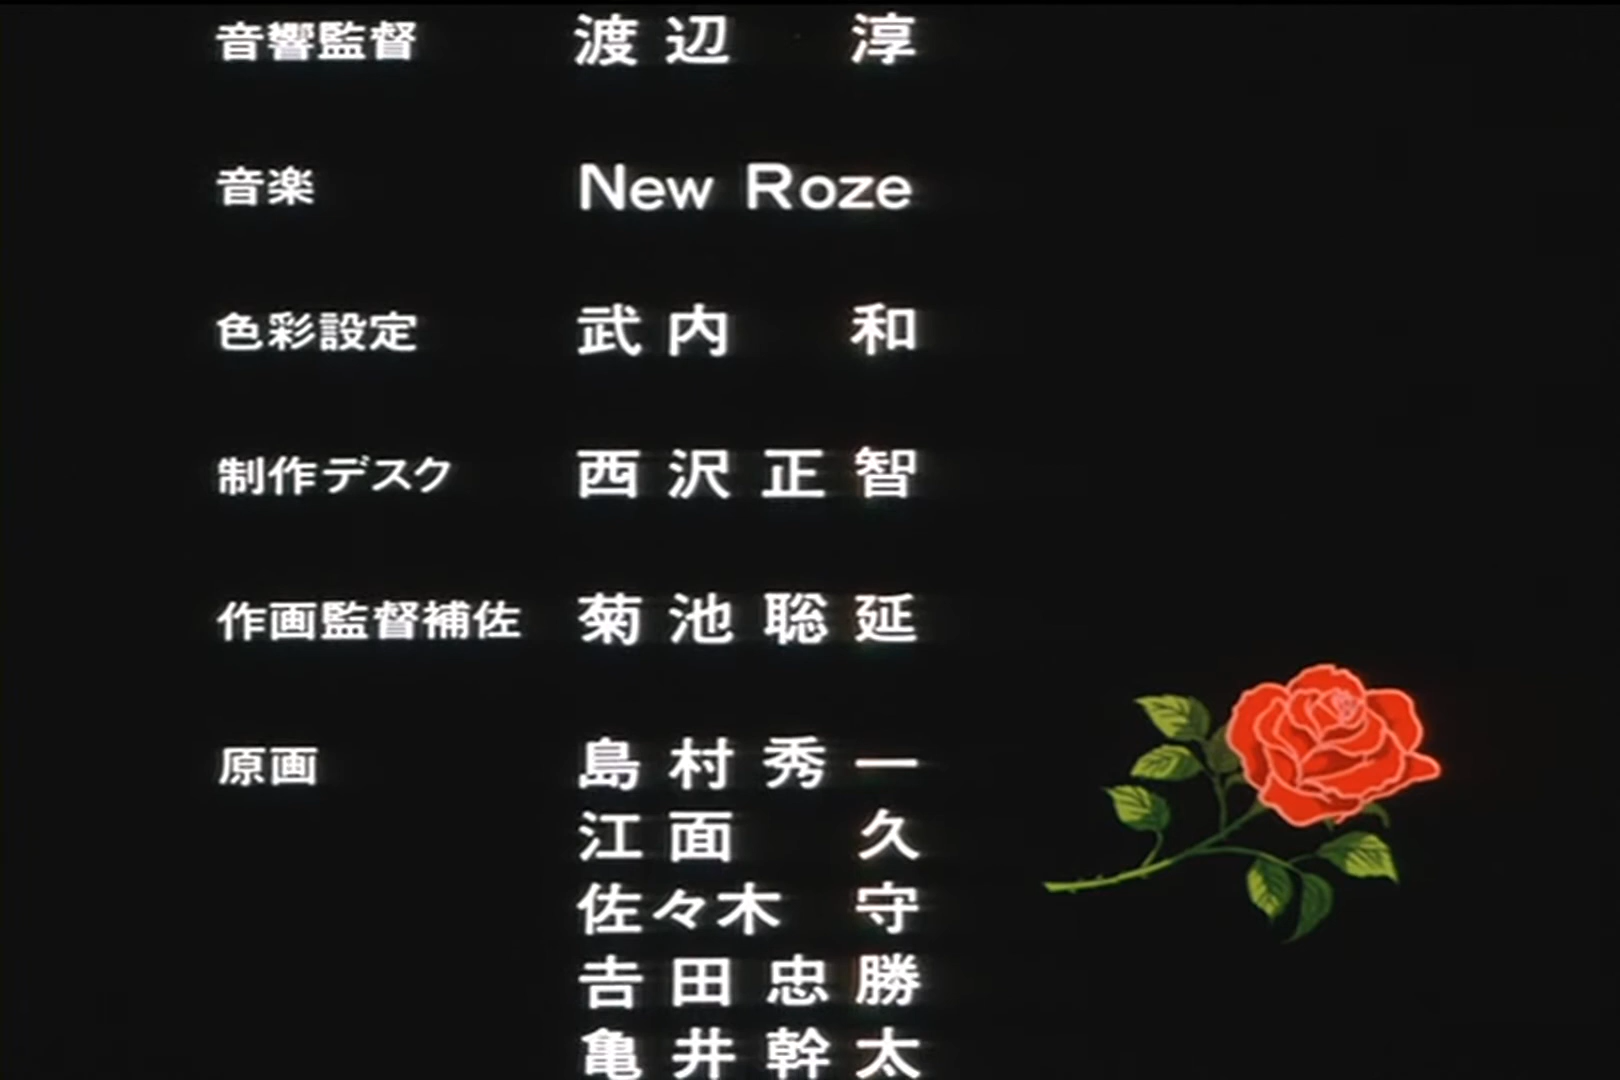 音響監督 渡辺 淳
音楽 New Roze
色彩設定 武内 和
制作デスク 西沢正智
作画監督補佐 菊池聡延
原画 島村秀一
江面 久
佐々木 守
吉田忠勝
亀井幹太